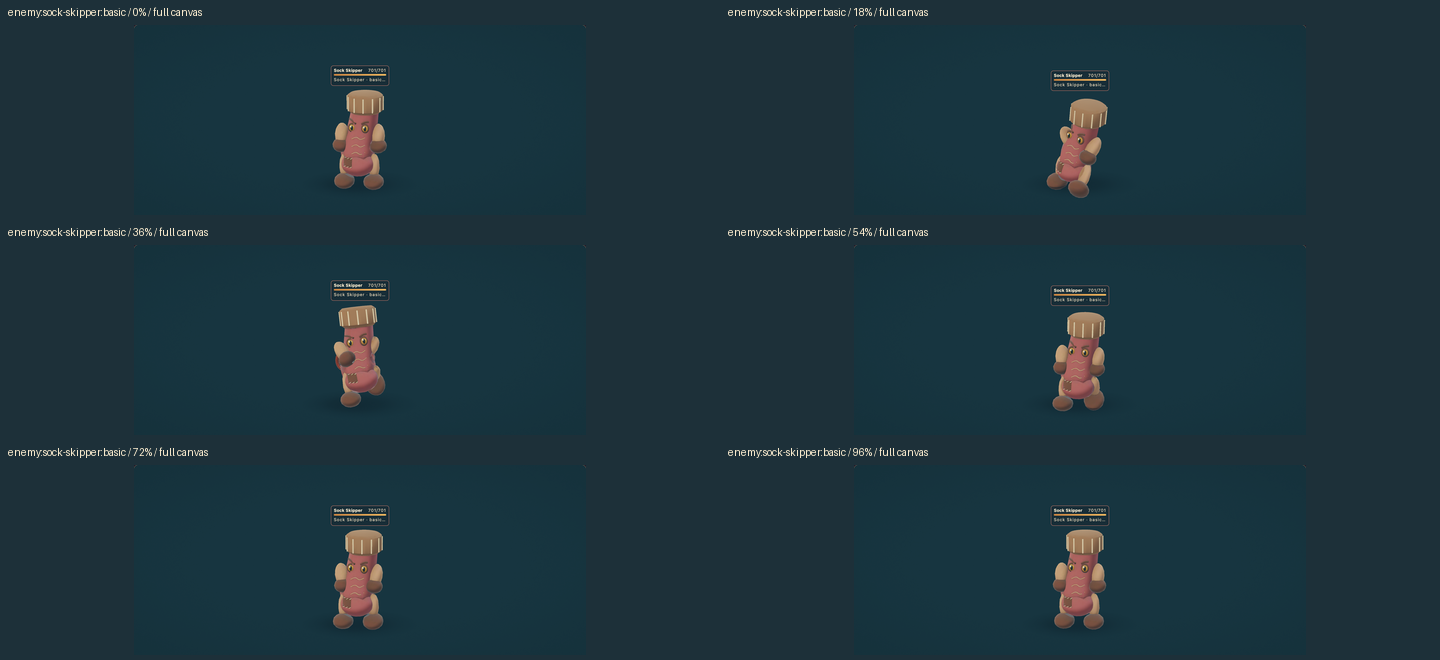 enemy:sock-skipper:basic / 0% / full canvas
Sock Skipper 701/701
Sock Skipper · basic...
enemy:sock-skipper:basic / 18% / full canvas
Sock Skipper 701/701
Sock Skipper · basic...
enemy:sock-skipper:basic / 36% / full canvas
Sock Skipper 701/701
Sock Skipper · basic...
enemy:sock-skipper:basic / 54% / full canvas
Sock Skipper 701/701
Sock Skipper · basic...
enemy:sock-skipper:basic / 72% / full canvas
Sock Skipper 701/701
Sock Skipper · basic...
enemy:sock-skipper:basic / 96% / full canvas
Sock Skipper 701/701
Sock Skipper · basic...